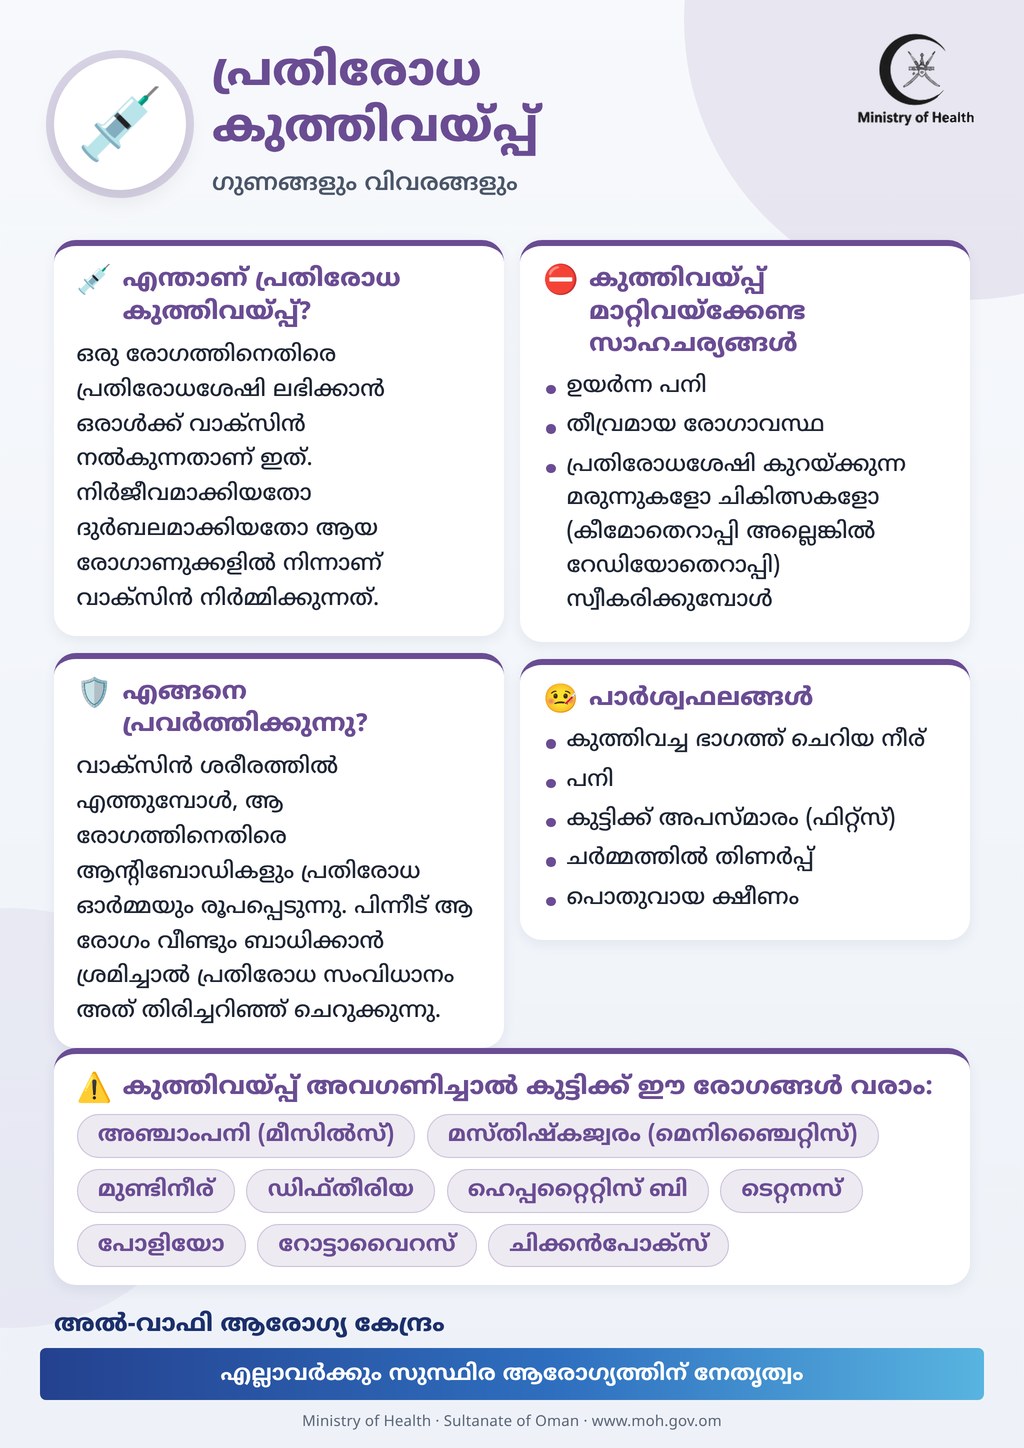 പ്രതിരോധ
കുത്തിവയ്പ്പ്
ഗുണങ്ങളും വിവരങ്ങളും
Ministry of Health
എന്താണ് പ്രതിരോധ
കുത്തിവയ്പ്പ്?
ഒരു രോഗത്തിനെതിരെ
പ്രതിരോധശേഷി ലഭിക്കാൻ
ഒരാൾക്ക് വാക്സിൻ
നൽകുന്നതാണ് ഇത്.
നിർജീവമാക്കിയതോ
ദുർബലമാക്കിയതോ ആയ
രോഗാണുക്കളിൽ നിന്നാണ്
വാക്സിൻ നിർമ്മിക്കുന്നത്.
എങ്ങനെ
പ്രവർത്തിക്കുന്നു?
വാക്സിൻ ശരീരത്തിൽ
എത്തുമ്പോൾ, ആ
രോഗത്തിനെതിരെ
ആന്റിബോഡികളും പ്രതിരോധ
ഓർമ്മയും രൂപപ്പെടുന്നു. പിന്നീട് ആ
രോഗം വീണ്ടും ബാധിക്കാൻ
ശ്രമിച്ചാൽ പ്രതിരോധ സംവിധാനം
അത് തിരിച്ചറിഞ്ഞ് ചെറുക്കുന്നു.
കുത്തിവയ്പ്പ്
മാറ്റിവയ്ക്കേണ്ട
സാഹചര്യങ്ങൾ
• ഉയർന്ന പനി
• തീവ്രമായ രോഗാവസ്ഥ
• പ്രതിരോധശേഷി കുറയ്ക്കുന്ന
മരുന്നുകളോ ചികിത്സകളോ
(കീമോതെറാപ്പി അല്ലെങ്കിൽ
റേഡിയോതെറാപ്പി)
സ്വീകരിക്കുമ്പോൾ
പാർശ്വഫലങ്ങൾ
• കുത്തിവച്ച ഭാഗത്ത് ചെറിയ നീര്
• പനി
• കുട്ടിക്ക് അപസ്മാരം (ഫിറ്റ്സ്)
• ചർമ്മത്തിൽ തിണർപ്പ്
• പൊതുവായ ക്ഷീണം
കുത്തിവയ്പ്പ് അവഗണിച്ചാൽ കുട്ടിക്ക് ഈ രോഗങ്ങൾ വരാം:
അഞ്ചാംപനി (മീസിൽസ്) മസ്തിഷ്കജ്വരം (മെനിഞ്ചൈറ്റിസ്)
മുണ്ടിനീര് ഡിഫ്തീരിയ ഹെപ്പറ്റൈറ്റിസ് ബി ടെറ്റനസ്
പോളിയോ റോട്ടാവൈറസ് ചിക്കൻപോക്സ്
അൽ-വാഫി ആരോഗ്യ കേന്ദ്രം
എല്ലാവർക്കും സുസ്ഥിര ആരോഗ്യത്തിന് നേതൃത്വം
Ministry of Health · Sultanate of Oman · www.moh.gov.om